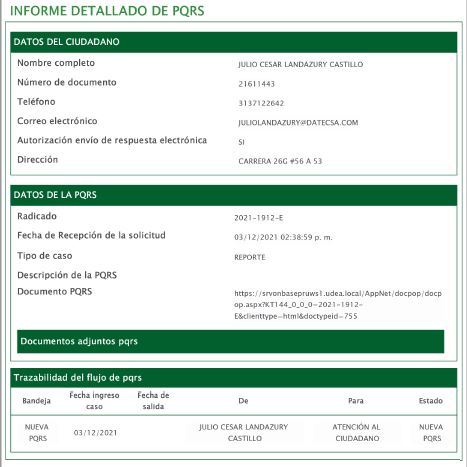 INFORME DETALLADO DE PQRS
DATOS DEL CIUDADANO
Nombre completo JULIO CESAR LANDAZURY CASTILLO
Número de documento 21611443
Teléfono 3137122642
Correo electrónico JULIOLANDAZURY@DATECSA.COM
Autorización envío de respuesta electrónica SI
Dirección CARRERA 26G #56 A 53
DATOS DE LA PQRS
Radicado 2021-1912-E
Fecha de Recepción de la solicitud 03/12/2021 02:38:59 p. m.
Tipo de caso REPORTE
Descripción de la PQRS
Documento PQRS https://srvonbasepruws1.udea.local/AppNet/docpop/docp
op.aspx?KT144_0_0_0=2021-1912-
E&clienttype=html&doctypeid=755
Documentos adjuntos pqrs
Trazabilidad del flujo de pqrs
Bandeja Fecha ingreso caso Fecha de salida De Para Estado
NUEVA PQRS 03/12/2021 JULIO CESAR LANDAZURY CASTILLO ATENCIÓN AL CIUDADANO NUEVA PQRS